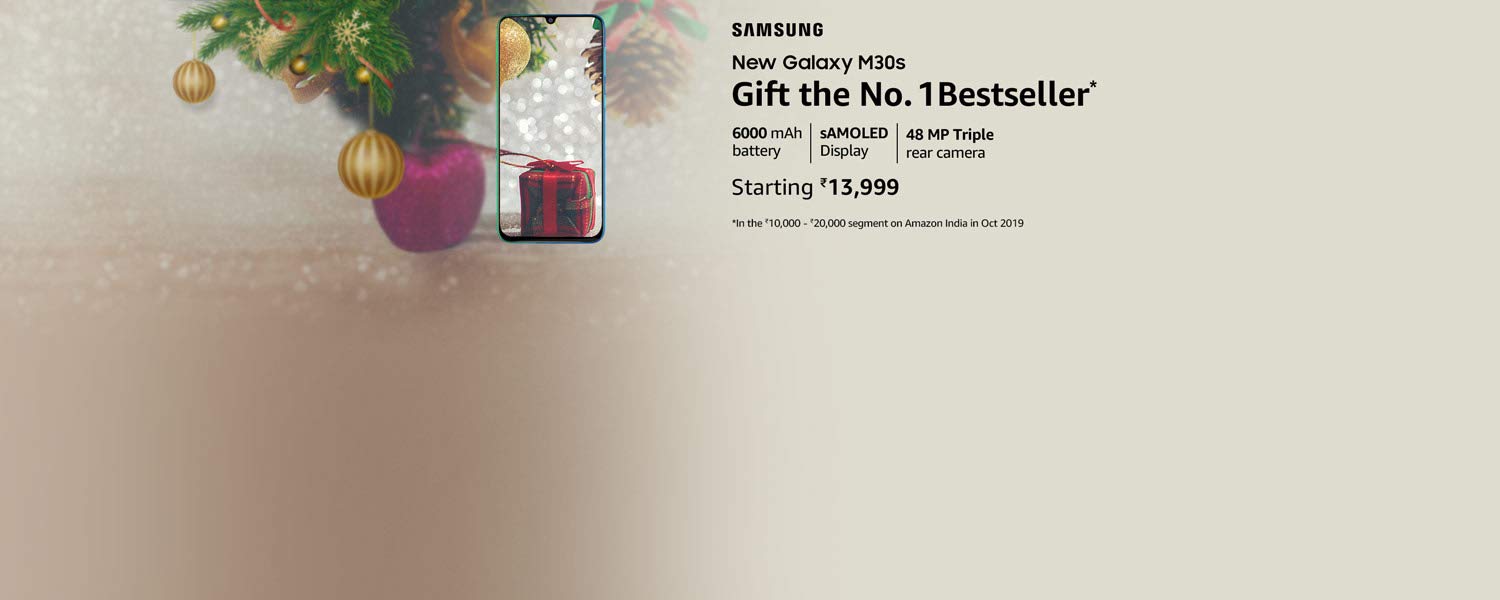 SAMSUNG
New Galaxy M30s
Gift the No. 1Bestseller*
6000 mAh battery
sAMOLED Display
48 MP Triple rear camera
Starting ₹13,999
*In the ₹10,000 - ₹20,000 segment on Amazon India in Oct 2019